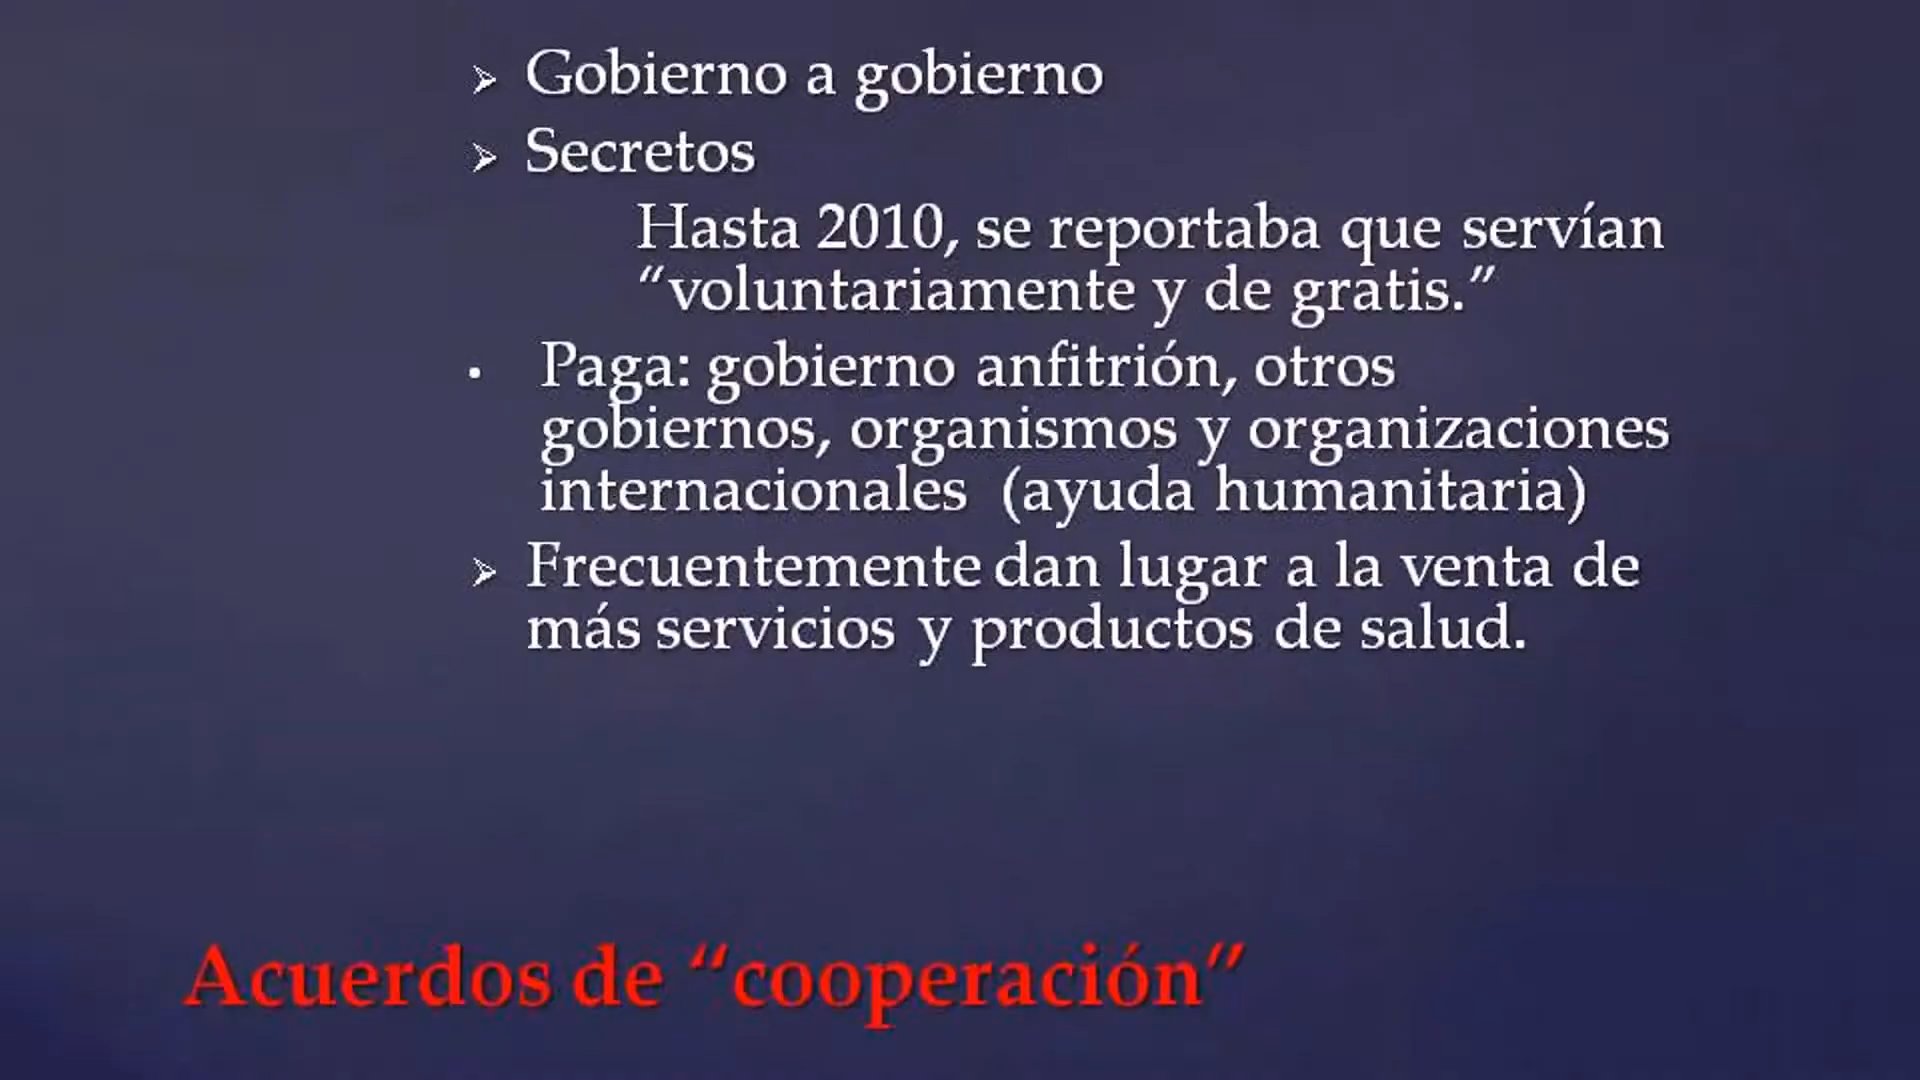 ➢ Gobierno a gobierno
➢ Secretos
Hasta 2010, se reportaba que servían
“voluntariamente y de gratis.”
• Paga: gobierno anfitrión, otros
gobiernos, organismos y organizaciones
internacionales (ayuda humanitaria)
➢ Frecuentemente dan lugar a la venta de
más servicios y productos de salud.
Acuerdos de “cooperación”